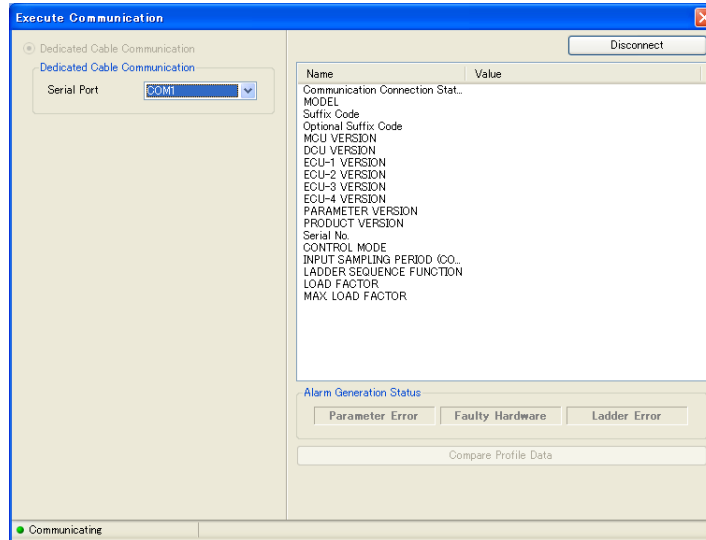 Execute Communication
Dedicated Cable Communication
Dedicated Cable Communication
Serial Port COM1
Disconnect
Name Value
Communication Connection Stat...
MODEL
Suffix Code
Optional Suffix Code
MCU VERSION
DCU VERSION
ECU-1 VERSION
ECU-2 VERSION
ECU-3 VERSION
ECU-4 VERSION
PARAMETER VERSION
PRODUCT VERSION
Serial No.
CONTROL MODE
INPUT SAMPLING PERIOD (CO...
LADDER SEQUENCE FUNCTION
LOAD FACTOR
MAX. LOAD FACTOR
Alarm Generation Status
Parameter Error Faulty Hardware Ladder Error
Compare Profile Data
Communicating